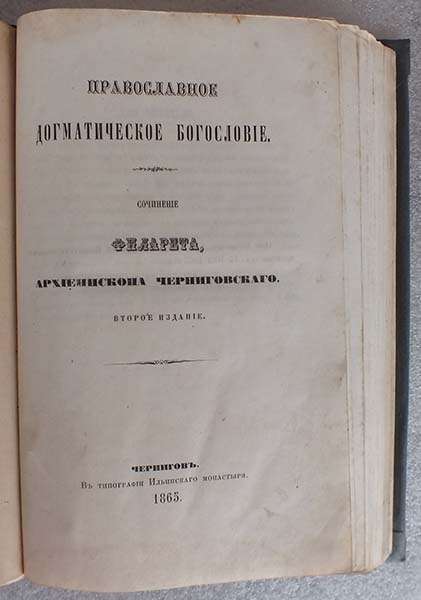 ПРАВОСЛАВНОЕ
ДОГМАТИЧЕСКОЕ БОГОСЛОВІЕ.
СОЧИНЕНІЕ
ФИЛАРЕТА,
АРХІЕПИСКОПА ЧЕРНИГОВСКАГО.
ВТОРОЕ ИЗДАНІЕ.
ЧЕРНИГОВЪ.
Въ типографіи Ильинскаго монастыря.
1865.